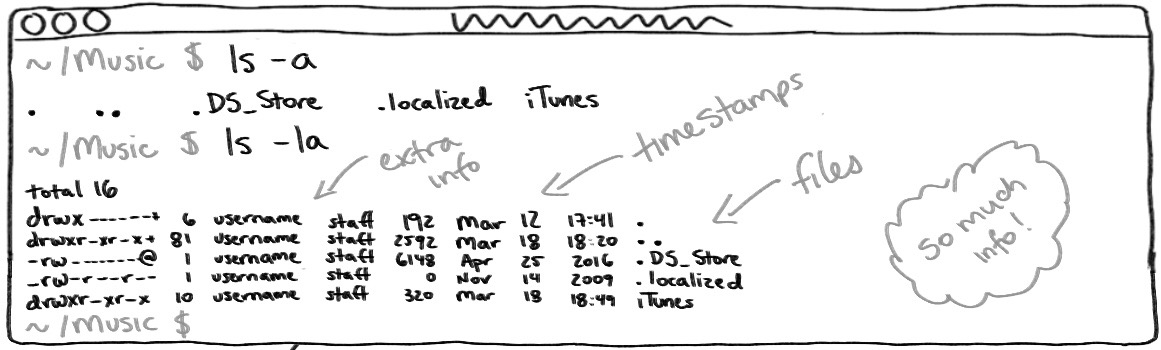 ~/Music $ ls -a
. .. .DS_Store .localized iTunes
~/Music $ ls -la
extra info
timestamps
files
so much info!
total 16
drwx------+ 6 username staff 192 Mar 12 17:41 .
drwxr-xr-x+ 81 username staff 2592 Mar 18 18:20 ..
-rw-------@ 1 username staff 6148 Apr 25 2016 .DS_Store
-rw-r--r-- 1 username staff 0 Nov 14 2009 .localized
drwxr-xr-x 10 username staff 320 Mar 18 18:49 iTunes
~/Music $